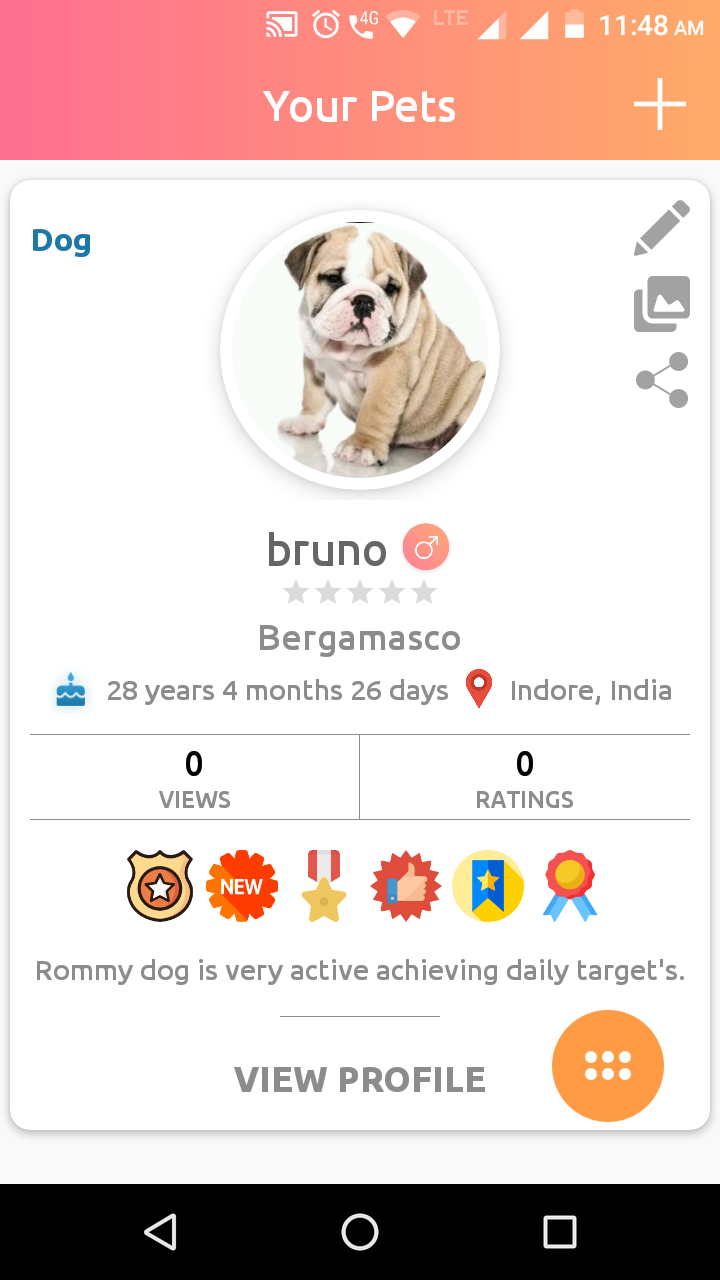 4G LTE 11:48 AM
Your Pets
Dog
bruno
Bergamasco
28 years 4 months 26 days Indore, India
0 0
VIEWS RATINGS
NEW
Rommy dog is very active achieving daily target's.
VIEW PROFILE